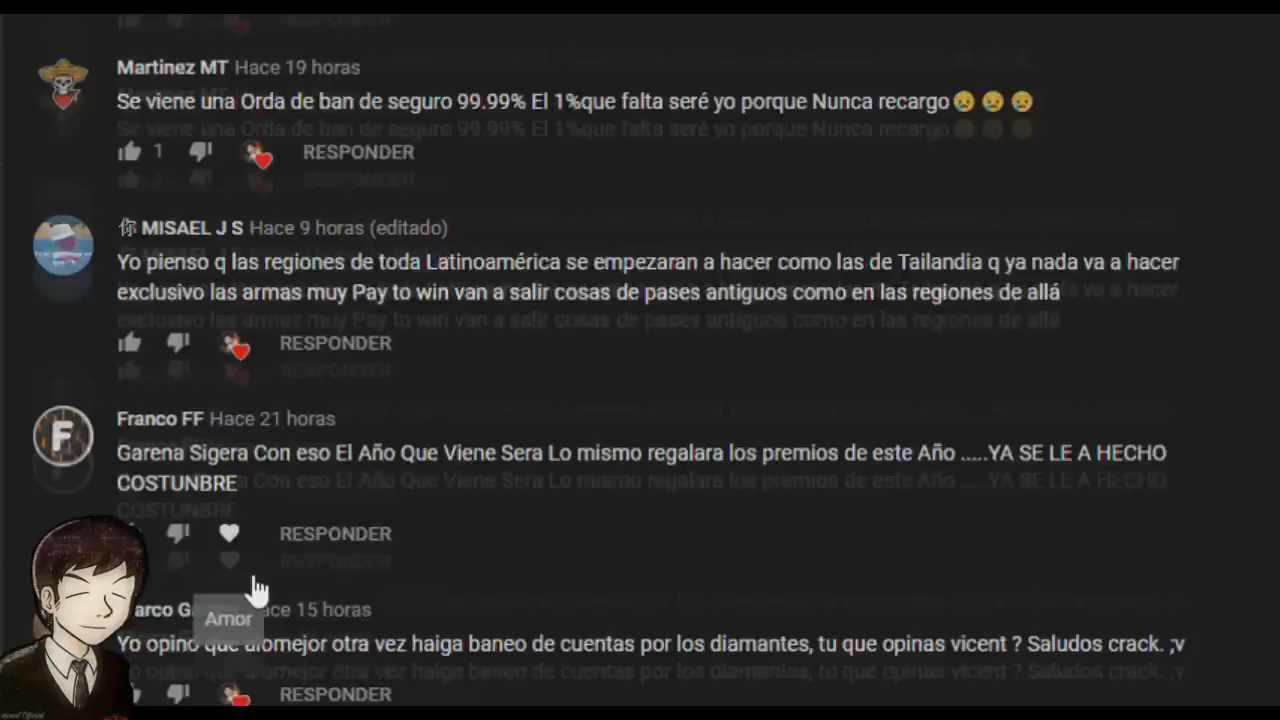 Martinez MT Hace 19 horas
Se viene una Orda de ban de seguro 99.99% El 1%que falta seré yo porque Nunca recargo😢 😢 😢
1 RESPONDER
你 MISAEL J S Hace 9 horas (editado)
Yo pienso q las regiones de toda Latinoamérica se empezaran a hacer como las de Tailandia q ya nada va a hacer
exclusivo las armas muy Pay to win van a salir cosas de pases antiguos como en las regiones de allá
RESPONDER
F
Franco FF Hace 21 horas
Garena Sigera Con eso El Año Que Viene Sera Lo mismo regalara los premios de este Año .....YA SE LE A HECHO
COSTUNBRE
RESPONDER
arco G ace 15 horas
Amor
Yo opino que alomejor otra vez haiga baneo de cuentas por los diamantes, tu que opinas vicent ? Saludos crack. ;v
RESPONDER